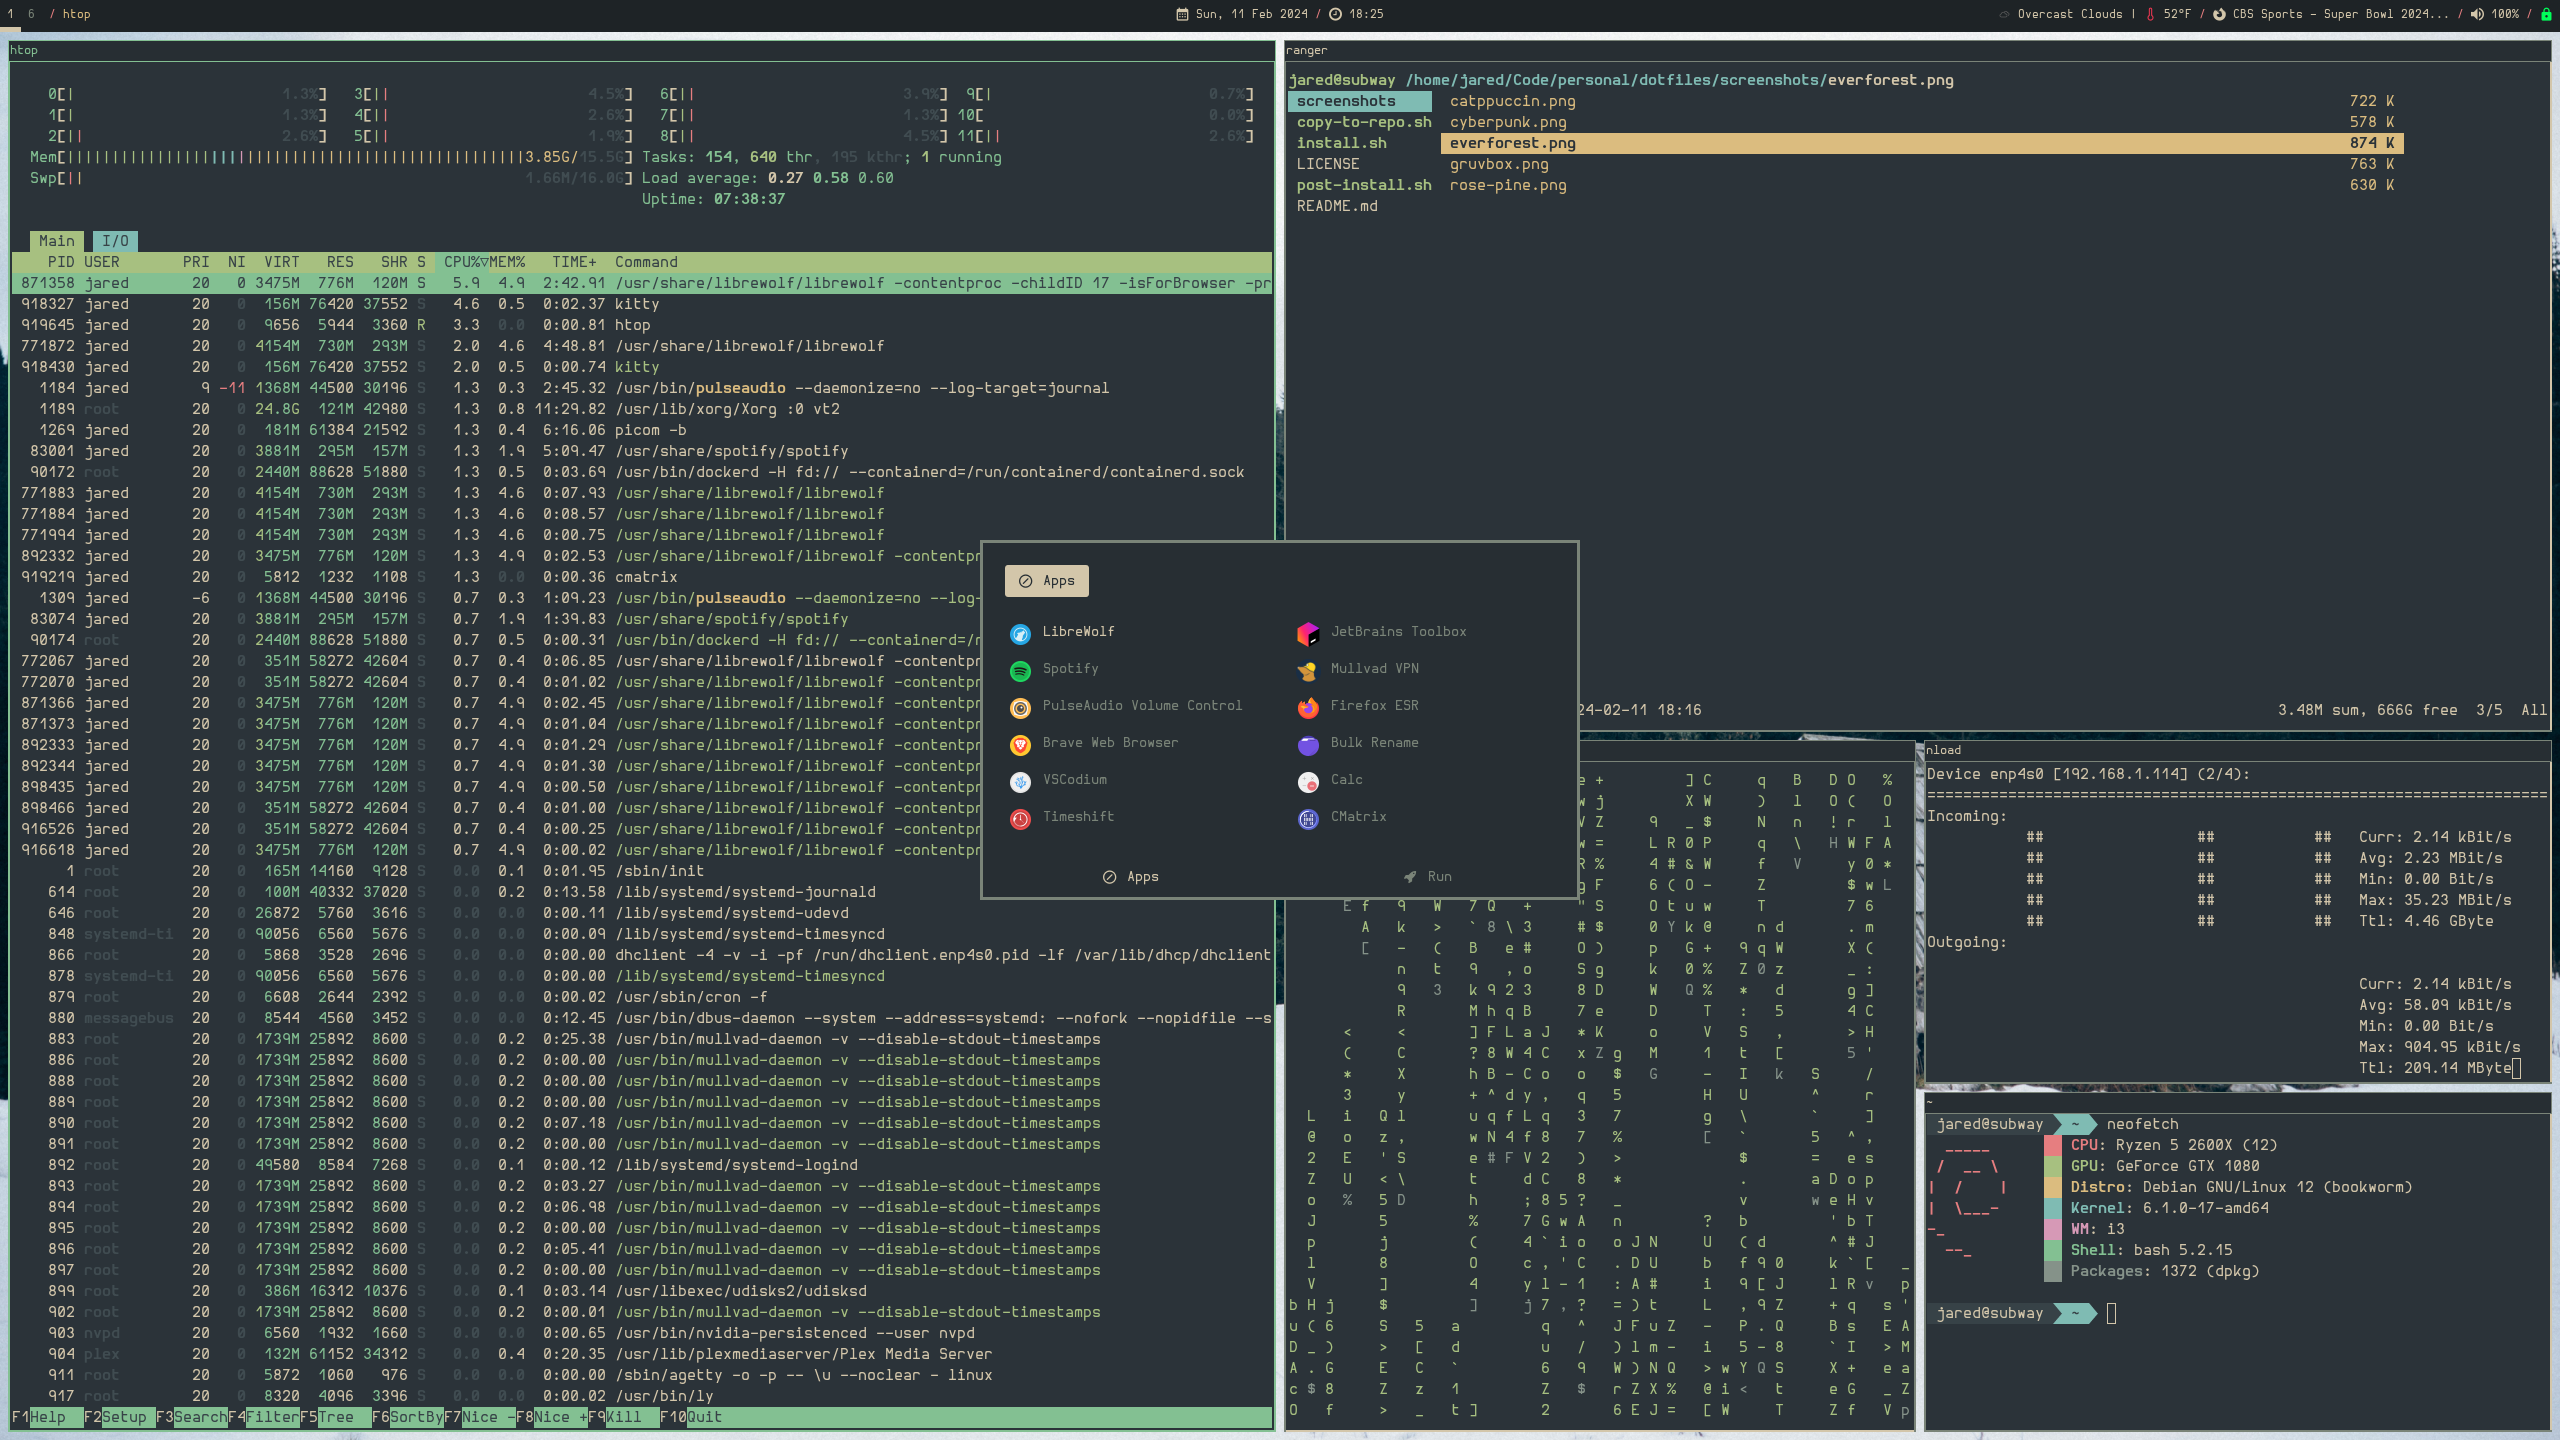 1 6 / htop
Sun, 11 Feb 2024 / 18:25
Overcast Clouds | 52°F / CBS Sports - Super Bowl 2024... / 100% /
htop
0[| 1.3%] 3[|| 4.5%] 6[|| 3.9%] 9[| 0.7%]
1[| 1.3%] 4[|| 2.6%] 7[|| 1.3%] 10[ 0.0%]
2[|| 2.6%] 5[|| 1.9%] 8[|| 4.5%] 11[|| 2.6%]
Mem[3.85G/15.5G] Tasks: 154, 640 thr, 195 kthr; 1 running
Swp[|| 1.66M/16.0G] Load average: 0.27 0.58 0.60
Uptime: 07:38:37
Main I/O
PID USER PRI NI VIRT RES SHR S CPU%▽MEM% TIME+ Command
871358 jared 20 0 3475M 776M 120M S 5.9 4.9 2:42.91 /usr/share/librewolf/librewolf -contentproc -childID 17 -isForBrowser -pr
918327 jared 20 0 156M 76420 37552 S 4.6 0.5 0:02.37 kitty
919645 jared 20 0 9656 5944 3360 R 3.3 0.0 0:00.81 htop
771872 jared 20 0 4154M 730M 293M S 2.0 4.6 4:48.81 /usr/share/librewolf/librewolf
918430 jared 20 0 156M 76420 37552 S 2.0 0.5 0:00.74 kitty
1184 jared 9 -11 1368M 44500 30196 S 1.3 0.3 2:45.32 /usr/bin/pulseaudio --daemonize=no --log-target=journal
1189 root 20 0 24.8G 121M 42980 S 1.3 0.8 11:29.82 /usr/lib/xorg/Xorg :0 vt2
1269 jared 20 0 181M 61384 21592 S 1.3 0.4 6:16.06 picom -b
83001 jared 20 0 3881M 295M 157M S 1.3 1.9 5:09.47 /usr/share/spotify/spotify
90172 root 20 0 2440M 88628 51880 S 1.3 0.5 0:03.69 /usr/bin/dockerd -H fd:// --containerd=/run/containerd/containerd.sock
771883 jared 20 0 4154M 730M 293M S 1.3 4.6 0:07.93 /usr/share/librewolf/librewolf
771884 jared 20 0 4154M 730M 293M S 1.3 4.6 0:08.57 /usr/share/librewolf/librewolf
771994 jared 20 0 4154M 730M 293M S 1.3 4.6 0:00.75 /usr/share/librewolf/librewolf
892332 jared 20 0 3475M 776M 120M S 1.3 4.9 0:02.53 /usr/share/librewolf/librewolf -contentpr
919219 jared 20 0 5812 1232 1108 S 1.3 0.0 0:00.36 cmatrix
1309 jared -6 0 1368M 44500 30196 S 0.7 0.3 1:09.23 /usr/bin/pulseaudio --daemonize=no --log-
83074 jared 20 0 3881M 295M 157M S 0.7 1.9 1:39.83 /usr/share/spotify/spotify
90174 root 20 0 2440M 88628 51880 S 0.7 0.5 0:00.31 /usr/bin/dockerd -H fd:// --containerd=/r
772067 jared 20 0 351M 58272 42604 S 0.7 0.4 0:06.85 /usr/share/librewolf/librewolf -contentpr
772070 jared 20 0 351M 58272 42604 S 0.7 0.4 0:01.02 /usr/share/librewolf/librewolf -contentpr
871366 jared 20 0 3475M 776M 120M S 0.7 4.9 0:02.45 /usr/share/librewolf/librewolf -contentpr
871373 jared 20 0 3475M 776M 120M S 0.7 4.9 0:01.04 /usr/share/librewolf/librewolf -contentpr
892333 jared 20 0 3475M 776M 120M S 0.7 4.9 0:01.29 /usr/share/librewolf/librewolf -contentpr
892344 jared 20 0 3475M 776M 120M S 0.7 4.9 0:01.30 /usr/share/librewolf/librewolf -contentpr
898435 jared 20 0 3475M 776M 120M S 0.7 4.9 0:00.50 /usr/share/librewolf/librewolf -contentpr
898466 jared 20 0 351M 58272 42604 S 0.7 0.4 0:01.00 /usr/share/librewolf/librewolf -contentpr
916526 jared 20 0 351M 58272 42604 S 0.7 0.4 0:00.25 /usr/share/librewolf/librewolf -contentpr
916618 jared 20 0 3475M 776M 120M S 0.7 4.9 0:00.02 /usr/share/librewolf/librewolf -contentpr
1 root 20 0 165M 14160 9128 S 0.0 0.1 0:01.95 /sbin/init
614 root 20 0 100M 40332 37020 S 0.0 0.2 0:13.58 /lib/systemd/systemd-journald
646 root 20 0 26872 5760 3616 S 0.0 0.0 0:00.11 /lib/systemd/systemd-udevd
848 systemd-ti 20 0 90056 6560 5676 S 0.0 0.0 0:00.09 /lib/systemd/systemd-timesyncd
866 root 20 0 5868 3528 2696 S 0.0 0.0 0:00.00 dhclient -4 -v -i -pf /run/dhclient.enp4s0.pid -lf /var/lib/dhcp/dhclient
878 systemd-ti 20 0 90056 6560 5676 S 0.0 0.0 0:00.00 /lib/systemd/systemd-timesyncd
879 root 20 0 6608 2644 2392 S 0.0 0.0 0:00.02 /usr/sbin/cron -f
880 messagebus 20 0 8544 4560 3452 S 0.0 0.0 0:12.45 /usr/bin/dbus-daemon --system --address=systemd: --nofork --nopidfile --s
883 root 20 0 1739M 25892 8600 S 0.0 0.2 0:25.38 /usr/bin/mullvad-daemon -v --disable-stdout-timestamps
886 root 20 0 1739M 25892 8600 S 0.0 0.2 0:00.00 /usr/bin/mullvad-daemon -v --disable-stdout-timestamps
888 root 20 0 1739M 25892 8600 S 0.0 0.2 0:00.00 /usr/bin/mullvad-daemon -v --disable-stdout-timestamps
889 root 20 0 1739M 25892 8600 S 0.0 0.2 0:00.00 /usr/bin/mullvad-daemon -v --disable-stdout-timestamps
890 root 20 0 1739M 25892 8600 S 0.0 0.2 0:07.18 /usr/bin/mullvad-daemon -v --disable-stdout-timestamps
891 root 20 0 1739M 25892 8600 S 0.0 0.2 0:00.00 /usr/bin/mullvad-daemon -v --disable-stdout-timestamps
892 root 20 0 49580 8584 7268 S 0.0 0.1 0:00.12 /lib/systemd/systemd-logind
893 root 20 0 1739M 25892 8600 S 0.0 0.2 0:03.27 /usr/bin/mullvad-daemon -v --disable-stdout-timestamps
894 root 20 0 1739M 25892 8600 S 0.0 0.2 0:06.98 /usr/bin/mullvad-daemon -v --disable-stdout-timestamps
895 root 20 0 1739M 25892 8600 S 0.0 0.2 0:00.00 /usr/bin/mullvad-daemon -v --disable-stdout-timestamps
896 root 20 0 1739M 25892 8600 S 0.0 0.2 0:05.41 /usr/bin/mullvad-daemon -v --disable-stdout-timestamps
897 root 20 0 1739M 25892 8600 S 0.0 0.2 0:00.00 /usr/bin/mullvad-daemon -v --disable-stdout-timestamps
899 root 20 0 386M 16312 10376 S 0.0 0.1 0:03.14 /usr/libexec/udisks2/udisksd
902 root 20 0 1739M 25892 8600 S 0.0 0.2 0:00.01 /usr/bin/mullvad-daemon -v --disable-stdout-timestamps
903 nvpd 20 0 6560 1932 1660 S 0.0 0.0 0:00.65 /usr/bin/nvidia-persistenced --user nvpd
904 plex 20 0 132M 61152 34312 S 0.0 0.4 0:20.35 /usr/lib/plexmediaserver/Plex Media Server
911 root 20 0 5872 1060 976 S 0.0 0.0 0:00.00 /sbin/agetty -o -p -- \u --noclear - linux
917 root 20 0 8320 4096 3396 S 0.0 0.0 0:00.02 /usr/bin/ly
F1Help F2Setup F3SearchF4FilterF5Tree F6SortByF7Nice -F8Nice +F9Kill F10Quit
ranger
jared@subway /home/jared/Code/personal/dotfiles/screenshots/everforest.png
screenshots catppuccin.png 722 K
copy-to-repo.sh cyberpunk.png 578 K
install.sh everforest.png 874 K
LICENSE gruvbox.png 763 K
post-install.sh rose-pine.png 630 K
README.md
24-02-11 18:16 3.48M sum, 666G free 3/5 All
Apps
LibreWolf JetBrains Toolbox
Spotify Mullvad VPN
PulseAudio Volume Control Firefox ESR
Brave Web Browser Bulk Rename
VSCodium Calc
Timeshift CMatrix
Apps Run
nload
Device enp4s0 [192.168.1.114] (2/4):
Incoming:
## ## ## Curr: 2.14 kBit/s
## ## ## Avg: 2.23 MBit/s
## ## ## Min: 0.00 Bit/s
## ## ## Max: 35.23 MBit/s
## ## ## Ttl: 4.46 GByte
Outgoing:
Curr: 2.14 kBit/s
Avg: 58.09 kBit/s
Min: 0.00 Bit/s
Max: 904.95 kBit/s
Ttl: 209.14 MByte
~
jared@subway ~ neofetch
CPU: Ryzen 5 2600X (12)
GPU: GeForce GTX 1080
Distro: Debian GNU/Linux 12 (bookworm)
Kernel: 6.1.0-17-amd64
WM: i3
Shell: bash 5.2.15
Packages: 1372 (dpkg)
jared@subway ~